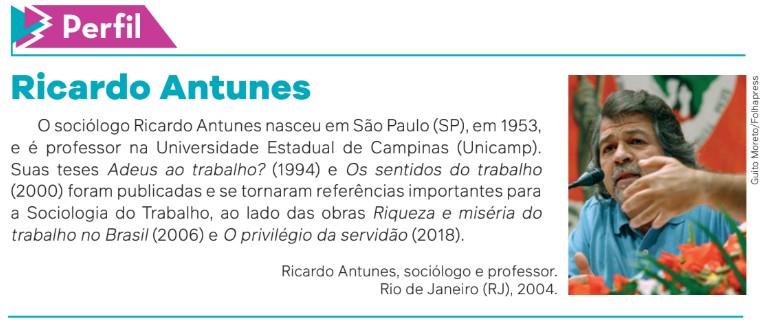 Perfil
Ricardo Antunes
O sociólogo Ricardo Antunes nasceu em São Paulo (SP), em 1953,
e é professor na Universidade Estadual de Campinas (Unicamp).
Suas teses Adeus ao trabalho? (1994) e Os sentidos do trabalho
(2000) foram publicadas e se tornaram referências importantes para
a Sociologia do Trabalho, ao lado das obras Riqueza e miséria do
trabalho no Brasil (2006) e O privilégio da servidão (2018).
Ricardo Antunes, sociólogo e professor.
Rio de Janeiro (RJ), 2004.
Guito Moreto/Folhapress